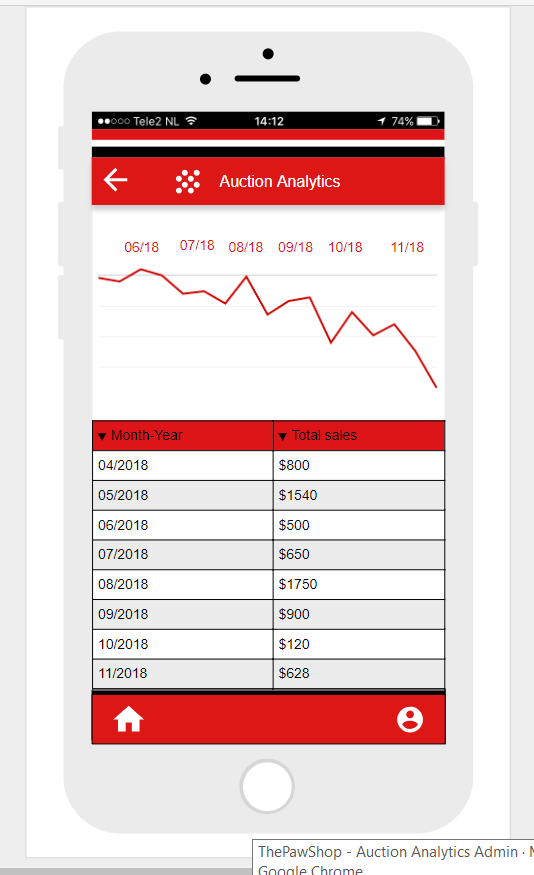 Tele2 NL 14:12 74%
Auction Analytics
06/18 07/18 08/18 09/18 10/18 11/18
Month-Year Total sales
04/2018 $800
05/2018 $1540
06/2018 $500
07/2018 $650
08/2018 $1750
09/2018 $900
10/2018 $120
11/2018 $628
ThePawShop - Auction Analytics Admin ·
Google Chrome